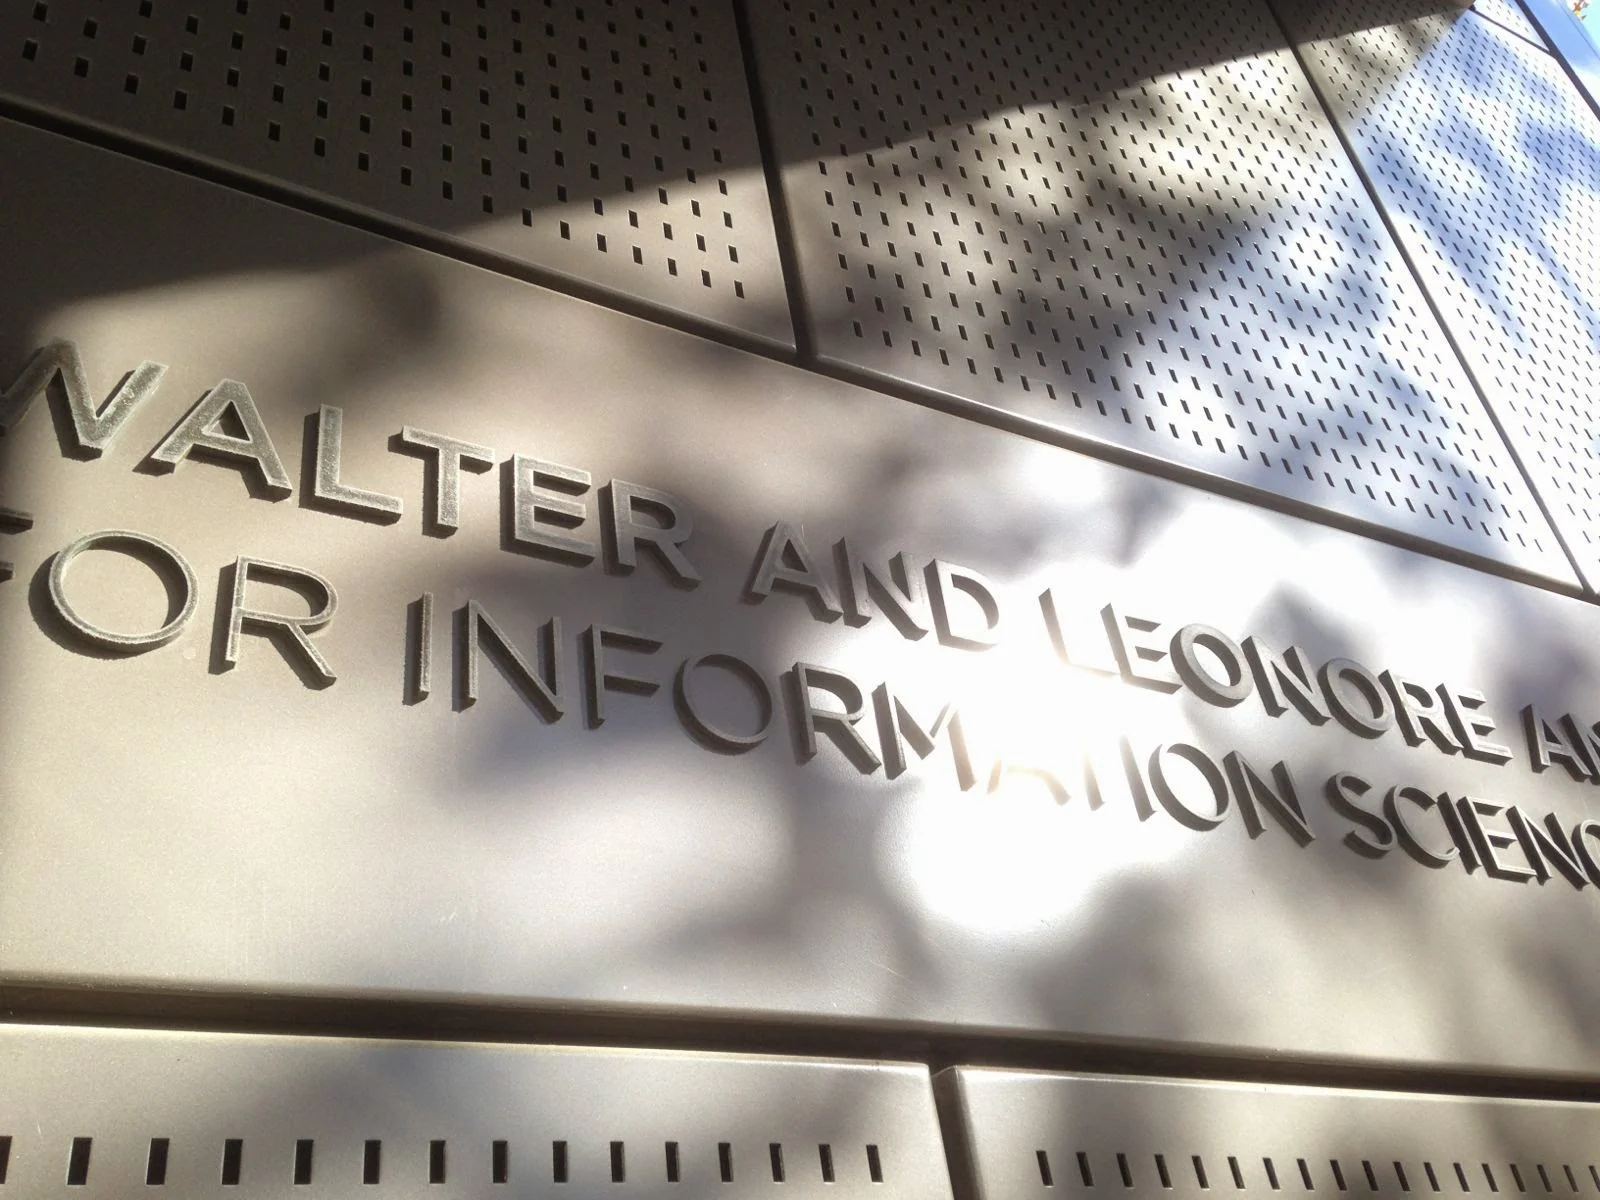 WALTER AND LEONORE
FOR INFORMATION